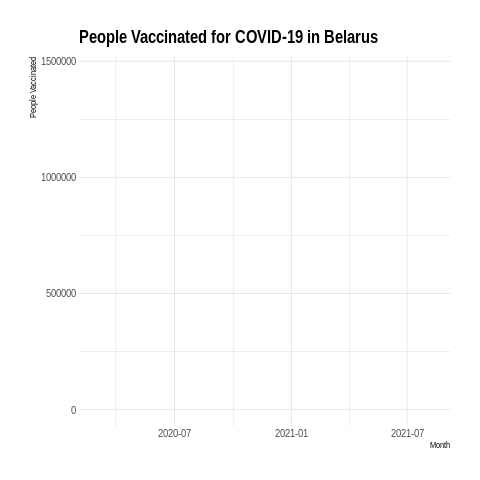 People Vaccinated for COVID-19 in Belarus
People Vaccinated
1500000
1000000
500000
0
2020-07
2021-01
2021-07
Month